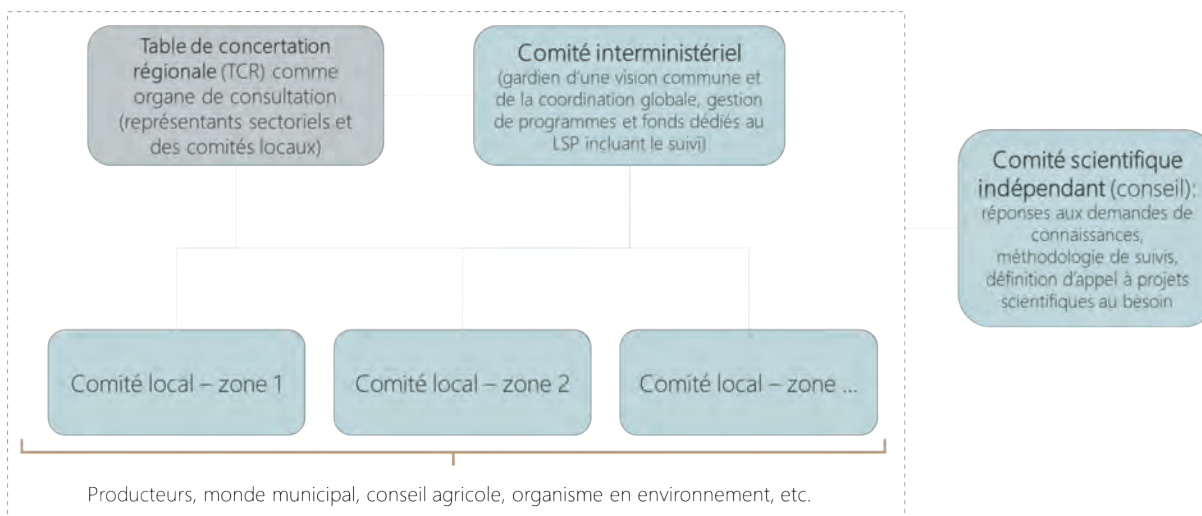 Table de concertation
régionale (TCR) comme
organe de consultation
(représentants sectoriels et
des comités locaux)
Comité interministériel
(gardien d'une vision commune et
de la coordination globale, gestion
de programmes et fonds dédiés au
LSP incluant le suivi)
Comité scientifique
indépendant (conseil):
réponses aux demandes de
connaissances,
méthodologie de suivis,
définition d'appel à projets
scientifiques au besoin
Comité local – zone 1
Comité local – zone 2
Comité local – zone ...
Producteurs, monde municipal, conseil agricole, organisme en environnement, etc.